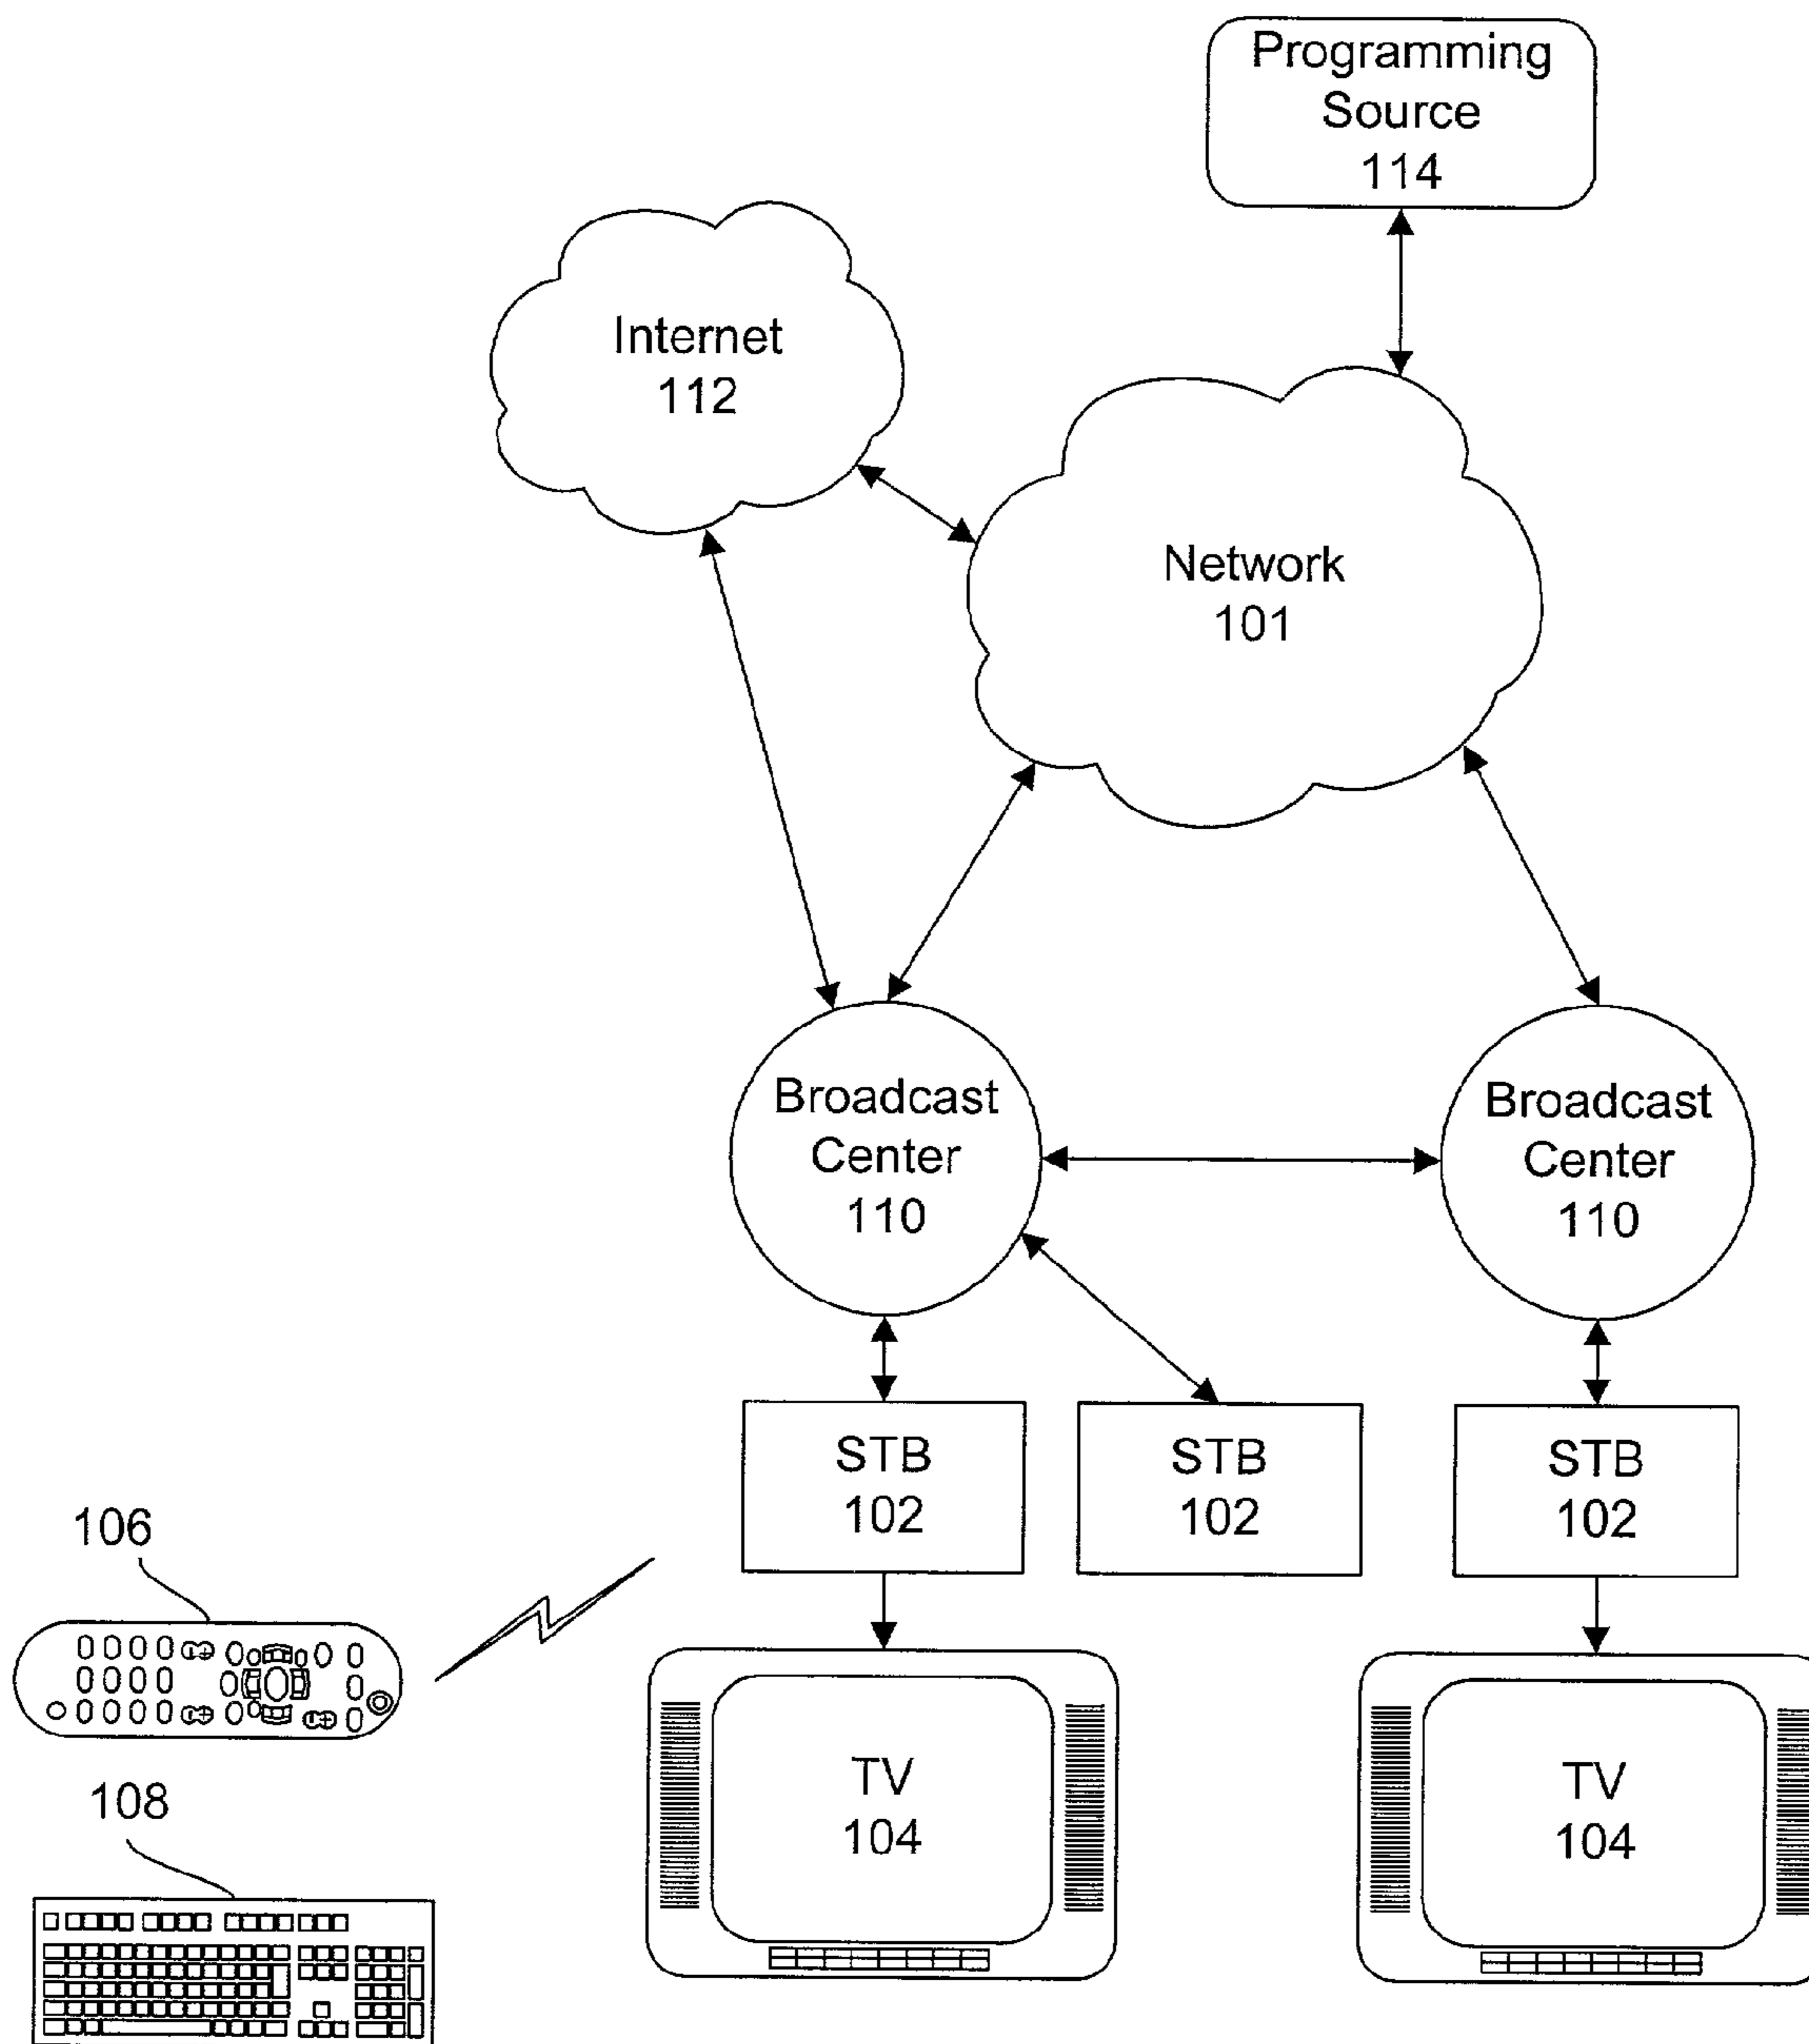 Programming
Source
114
Internet
112
Network
101
Broadcast
Center
110
Broadcast
Center
110
STB
102
STB
102
STB
102
106
108
TV
104
TV
104